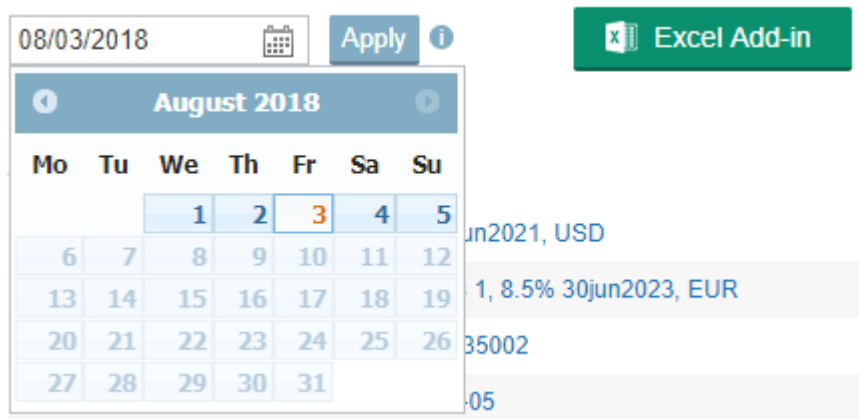 08/03/2018 Apply i Excel Add-in
August 2018
Mo Tu We Th Fr Sa Su
1 2 3 4 5
6 7 8 9 10 11 12
13 14 15 16 17 18 19
20 21 22 23 24 25 26
27 28 29 30 31
un2021, USD
1, 8.5% 30jun2023, EUR
35002
-05